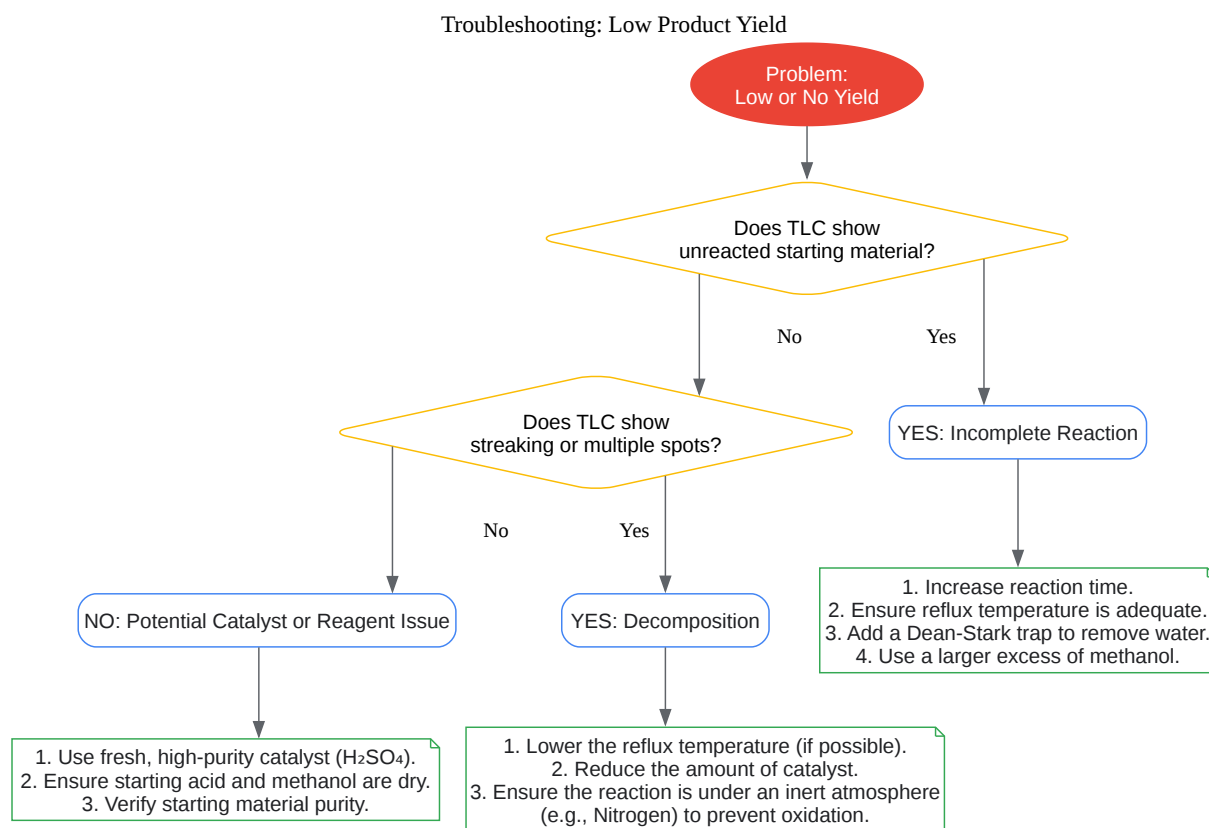 Troubleshooting: Low Product Yield
Problem:
Low or No Yield
Does TLC show
unreacted starting material?
No
Yes
Does TLC show
streaking or multiple spots?
YES: Incomplete Reaction
No
Yes
1. Increase reaction time.
2. Ensure reflux temperature is adequate.
3. Add a Dean-Stark trap to remove water.
4. Use a larger excess of methanol.
NO: Potential Catalyst or Reagent Issue
YES: Decomposition
1. Use fresh, high-purity catalyst (H₂SO₄).
2. Ensure starting acid and methanol are dry.
3. Verify starting material purity.
1. Lower the reflux temperature (if possible).
2. Reduce the amount of catalyst.
3. Ensure the reaction is under an inert atmosphere
(e.g., Nitrogen) to prevent oxidation.